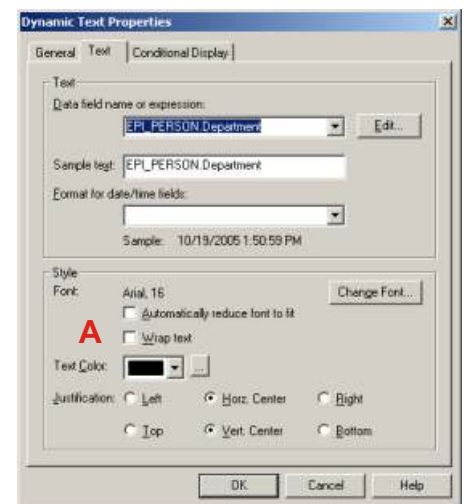 Dynamic Text Properties
General Text Conditional Display
Text
Data field name or expression:
EPI_PERSON.Department Edit...
Sample text: EPI_PERSON.Department
Format for date/time fields:
Sample: 10/19/2005 1:50:59 PM
Style
Font: Arial, 16 Change Font...
Automatically reduce font to fit
A Wrap text
Text Color: ...
Justification: Left Horz. Center Right
Top Vert. Center Bottom
OK Cancel Help